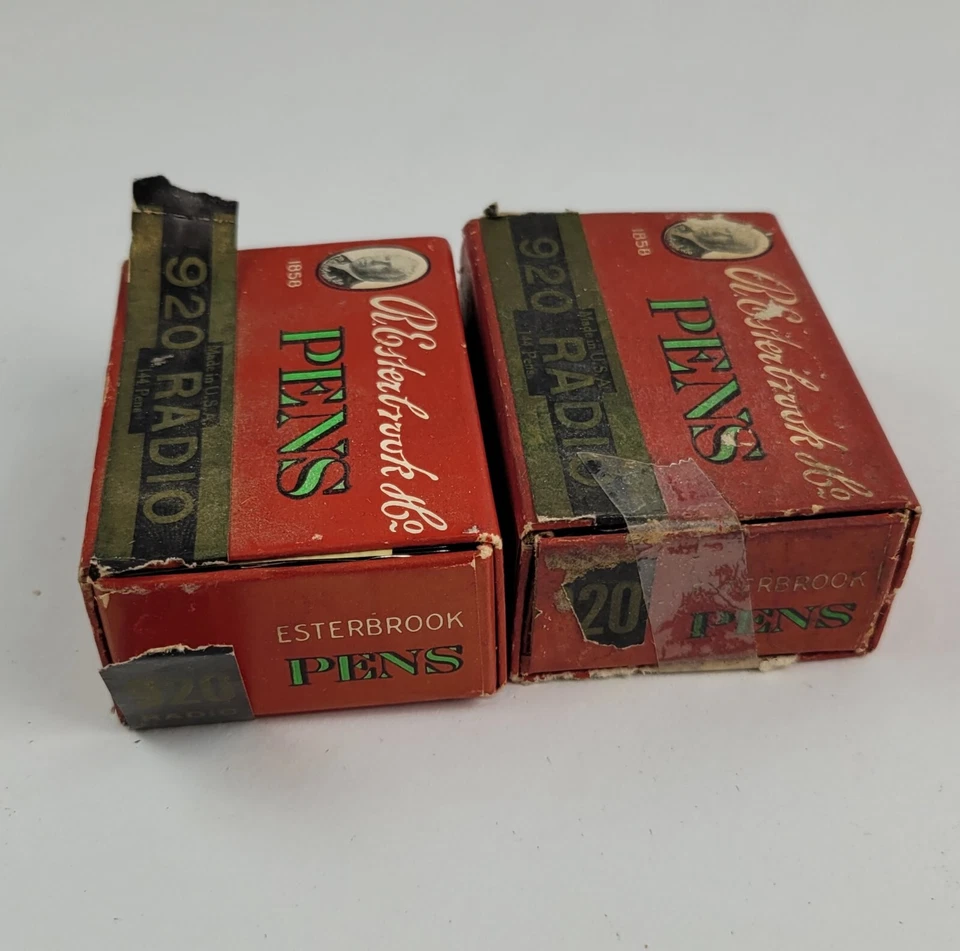 920 RADIO
Made in U.S.A.
144 Pens
1858
R. Esterbrook & Co.
PENS
ESTERBROOK
PENS
920
RADIO
920 RADIO
Made in U.S.A.
144 Pens
1858
R. Esterbrook & Co.
PENS
20
ERBROOK
PENS